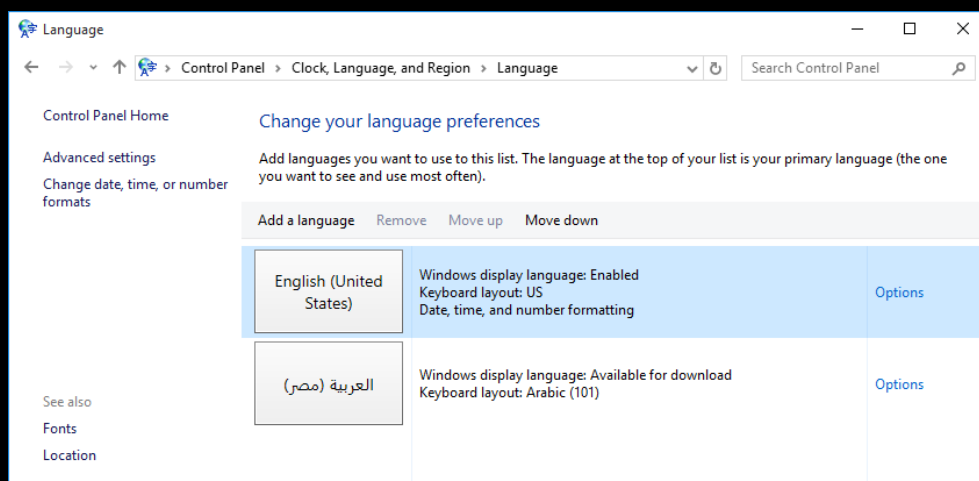 Language
Control Panel > Clock, Language, and Region > Language
Search Control Panel
Control Panel Home
Advanced settings
Change date, time, or number
formats
See also
Fonts
Location
Change your language preferences
Add languages you want to use to this list. The language at the top of your list is your primary language (the one
you want to see and use most often).
Add a language Remove Move up Move down
English (United
States)
Windows display language: Enabled
Keyboard layout: US
Date, time, and number formatting
Options
العربية (مصر)
Windows display language: Available for download
Keyboard layout: Arabic (101)
Options